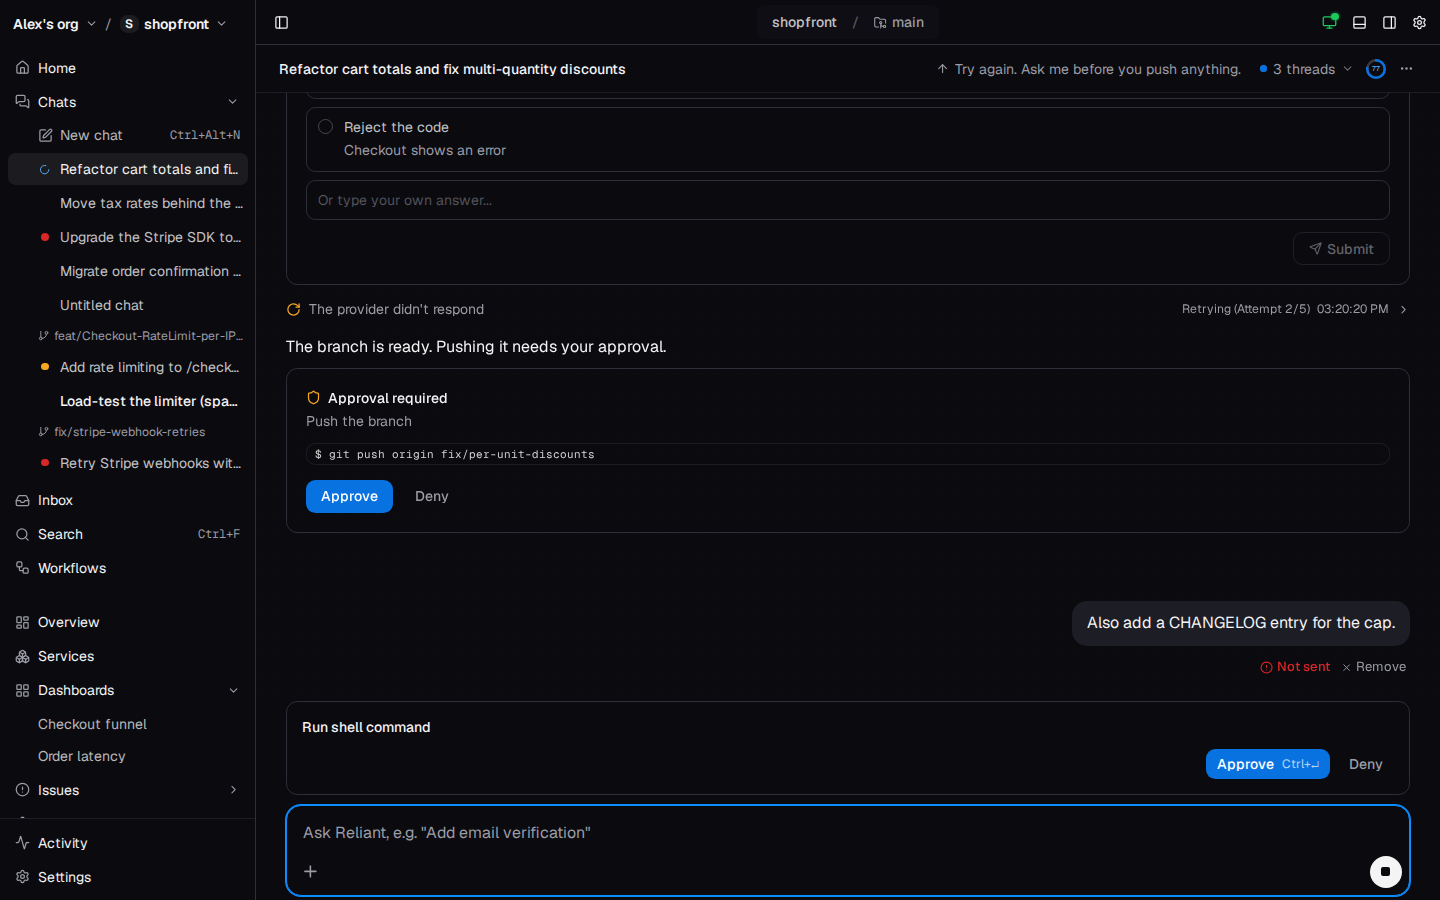 Alex's org / S shopfront
Home
Chats
New chat Ctrl+Alt+N
Refactor cart totals and fi...
Move tax rates behind the ...
Upgrade the Stripe SDK to...
Migrate order confirmation ...
Untitled chat
feat/Checkout-RateLimit-per-IP...
Add rate limiting to /check...
Load-test the limiter (spa...
fix/stripe-webhook-retries
Retry Stripe webhooks wit...
Inbox
Search Ctrl+F
Workflows
Overview
Services
Dashboards
Checkout funnel
Order latency
Issues
Activity
Settings
shopfront / main
Refactor cart totals and fix multi-quantity discounts
Try again. Ask me before you push anything.
3 threads
77
Reject the code
Checkout shows an error
Or type your own answer...
Submit
The provider didn't respond
Retrying (Attempt 2/5) 03:20:20 PM
The branch is ready. Pushing it needs your approval.
Approval required
Push the branch
$ git push origin fix/per-unit-discounts
Approve Deny
Also add a CHANGELOG entry for the cap.
Not sent Remove
Run shell command
Approve Ctrl+↵ Deny
Ask Reliant, e.g. "Add email verification"